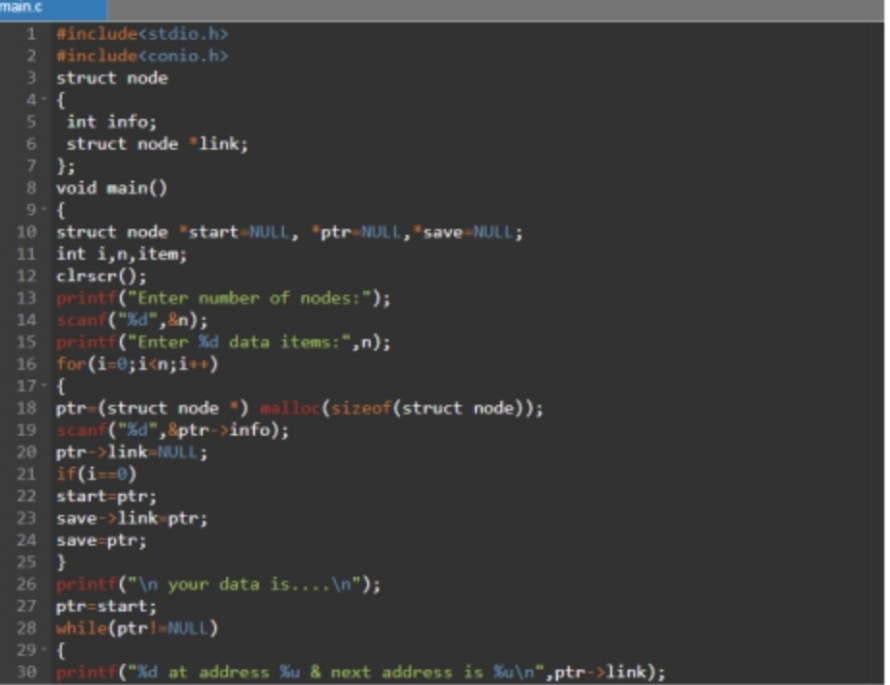 main.c
1 #include<stdio.h>
2 #include<conio.h>
3 struct node
4 {
5 int info;
6 struct node *link;
7 };
8 void main()
9 {
10 struct node *start=NULL, *ptr=NULL,*save=NULL;
11 int i,n,item;
12 clrscr();
13 printf("Enter number of nodes:");
14 scanf("%d",&n);
15 printf("Enter %d data items:",n);
16 for(i=0;i<n;i++)
17 {
18 ptr=(struct node *) malloc(sizeof(struct node));
19 scanf("%d",&ptr->info);
20 ptr->link=NULL;
21 if(i==0)
22 start=ptr;
23 save->link=ptr;
24 save=ptr;
25 }
26 printf("\n your data is....\n");
27 ptr=start;
28 while(ptr!=NULL)
29 {
30 printf("%d at address %u & next address is %u\n",ptr->link);